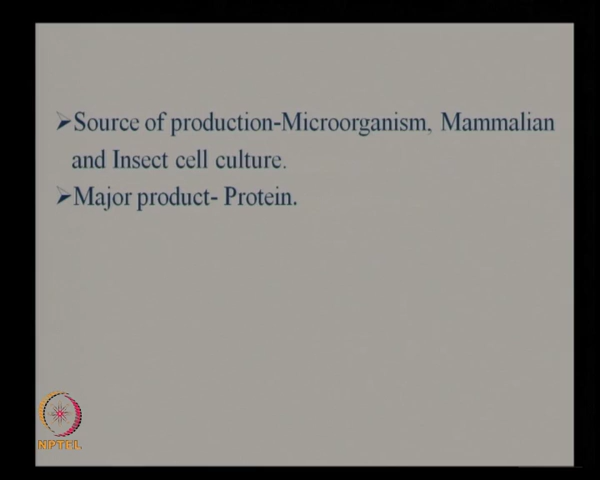 ➢Source of production-Microorganism, Mammalian
and Insect cell culture.
➢Major product- Protein.
NPTEL